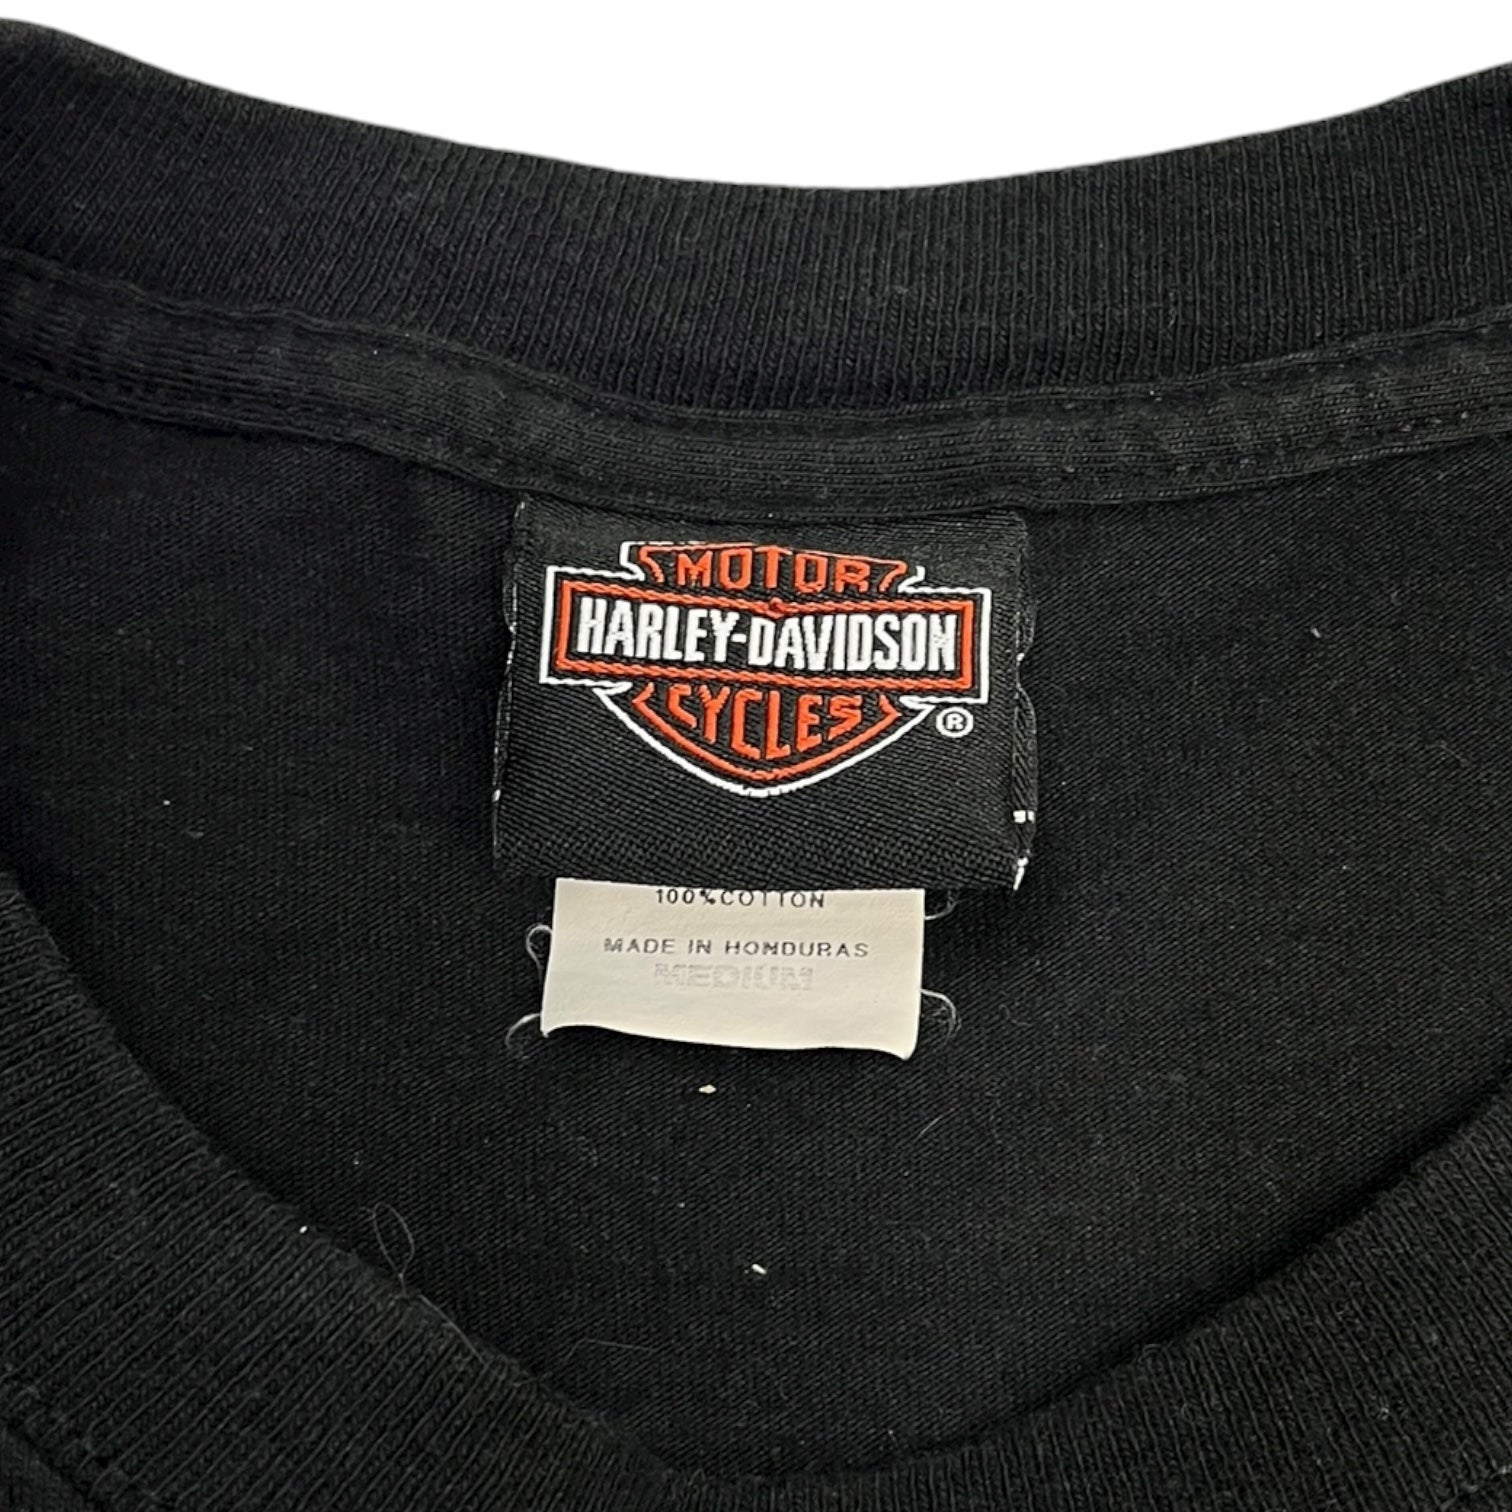 MOTOR
HARLEY-DAVIDSON
CYCLES
®
100% COTTON
MADE IN HONDURAS
MEDIUM